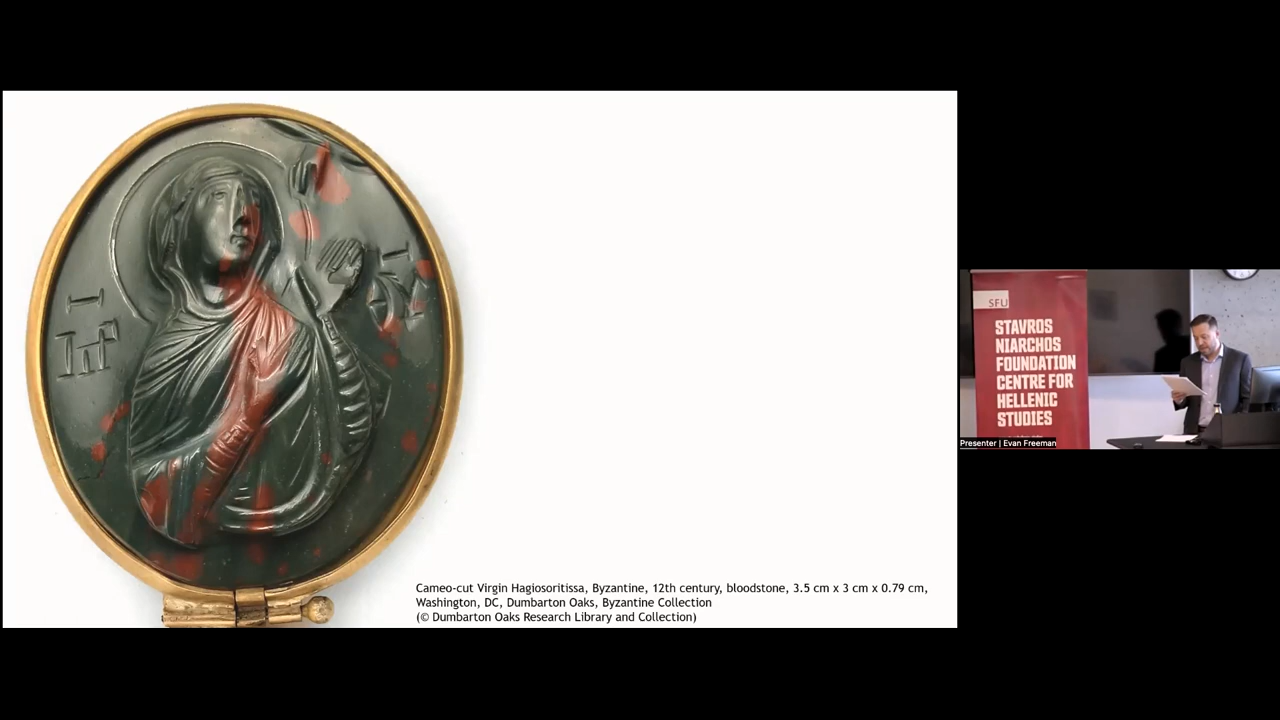 Cameo-cut Virgin Hagiosoritissa, Byzantine, 12th century, bloodstone, 3.5 cm x 3 cm x 0.79 cm,
Washington, DC, Dumbarton Oaks, Byzantine Collection
(© Dumbarton Oaks Research Library and Collection)
SFU
STAVROS
NIARCHOS
FOUNDATION
CENTRE FOR
HELLENIC
STUDIES
Presenter | Evan Freeman